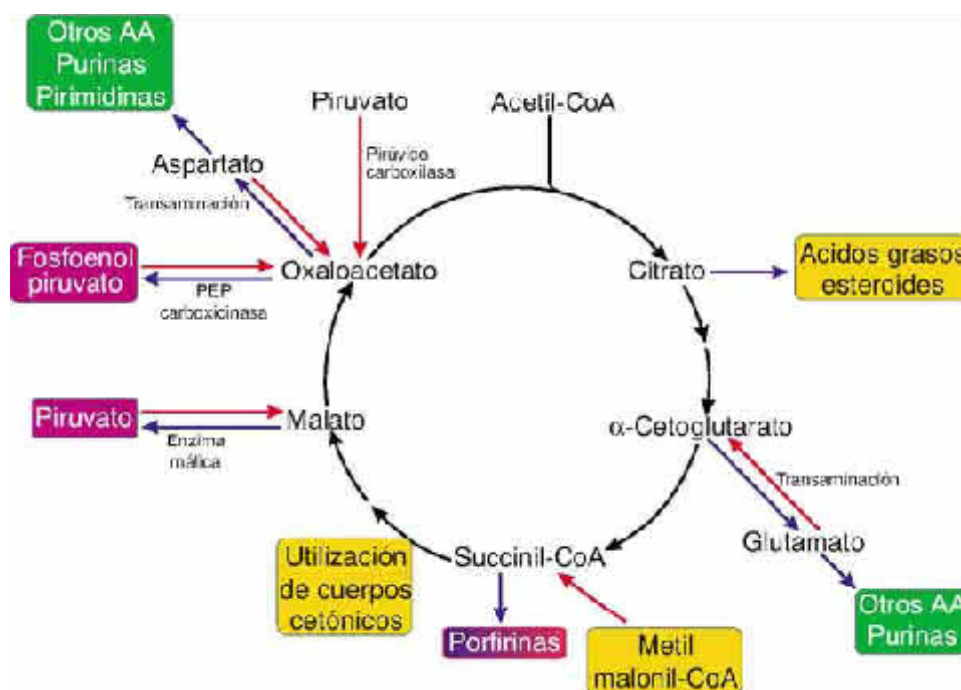 Otros AA
Purinas
Pirimidinas
Piruvato
Acetil-CoA
Pirúvico
carboxilasa
Aspartato
Transaminación
Fosfoenol
piruvato
Oxaloacetato
PEP
carboxicinasa
Citrato
Acidos grasos
esteroides
Piruvato
Malato
Enzima
málica
α-Cetoglutarato
Transaminación
Glutamato
Utilización
de cuerpos
cetónicos
Succinil-CoA
Porfirinas
Metil
malonil-CoA
Otros AA
Purinas